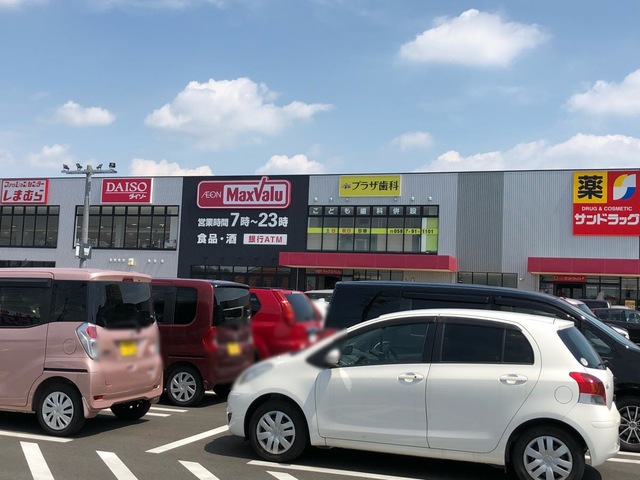 ファッションセンター
しまむら
DAISO
ダイソー
ÆON
MaxValu
営業時間 7時~23時
食品・酒 銀行ATM
プラザ歯科
こども歯科併設
薬
DRUG & COSMETIC
サンドラッグ